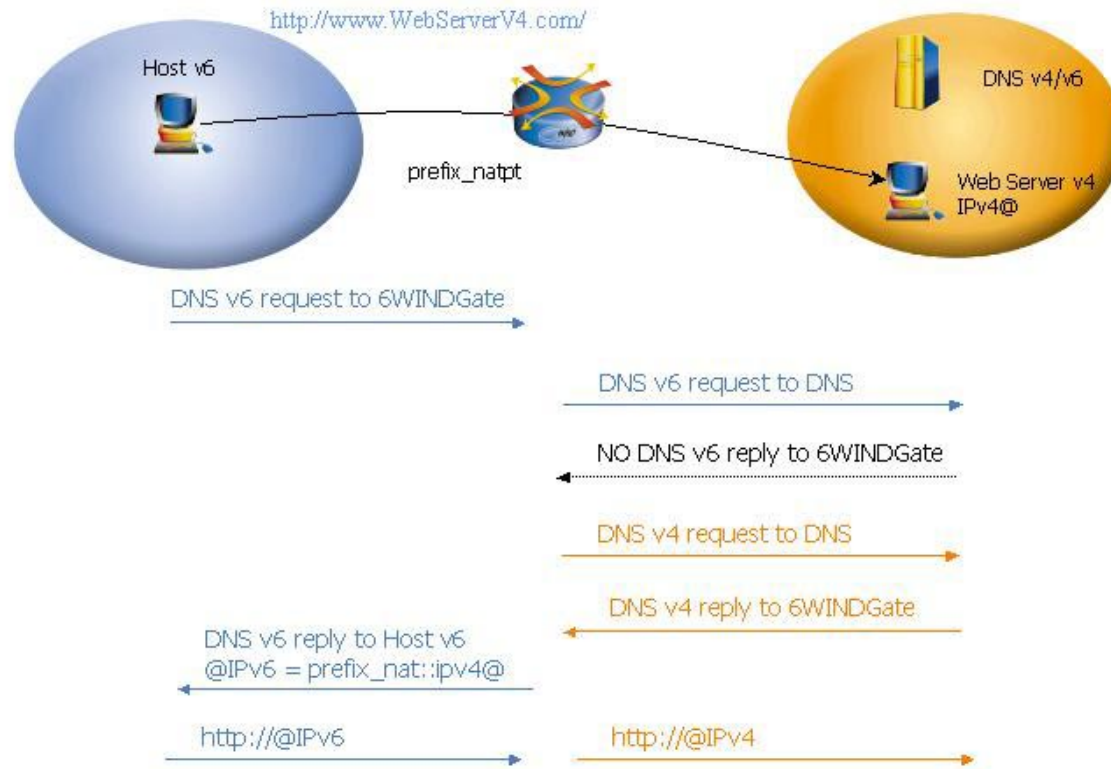 http://www.WebServerV4.com/
Host v6
DNS v4/v6
prefix_natpt
Web Server v4
IPv4@
DNS v6 request to 6WINDGate
DNS v6 request to DNS
NO DNS v6 reply to 6WINDGate
DNS v4 request to DNS
DNS v4 reply to 6WINDGate
DNS v6 reply to Host v6
@IPv6 = prefix_nat::ipv4@
http://@IPv6
http://@IPv4